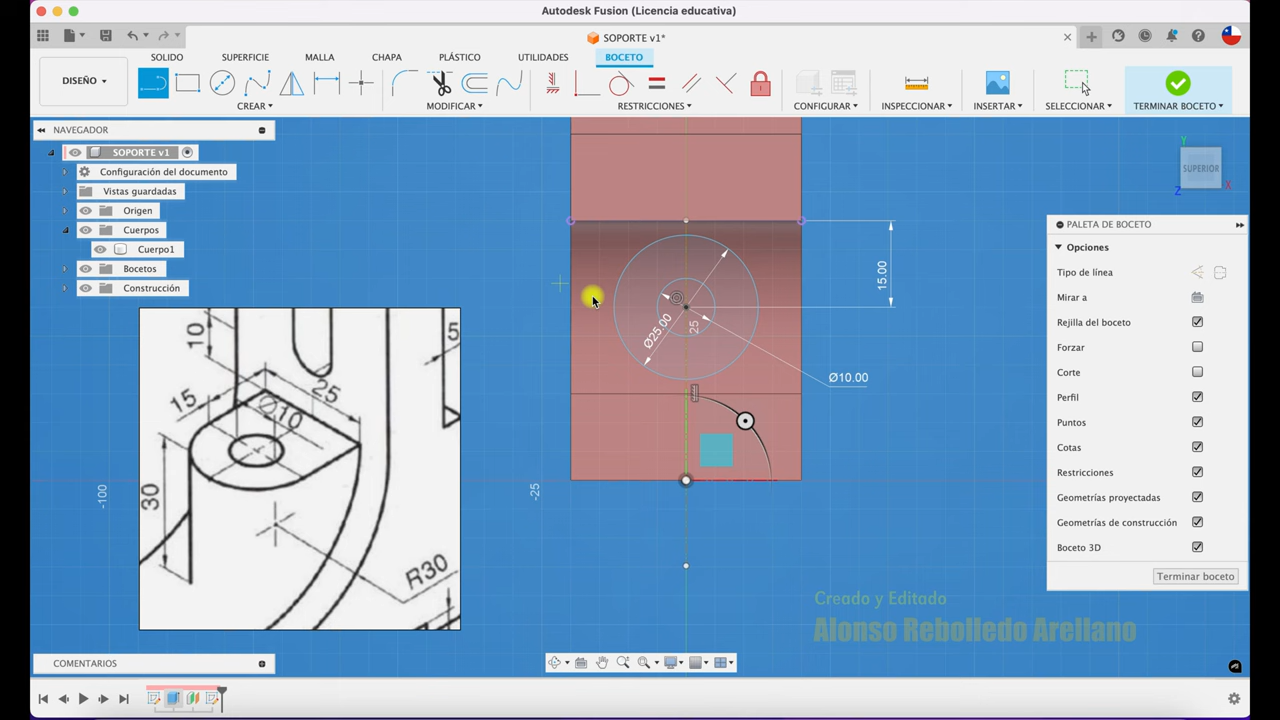 Autodesk Fusion (Licencia educativa)
SOPORTE v1*
DISEÑO
SOLIDO
SUPERFICIE
MALLA
CHAPA
PLÁSTICO
UTILIDADES
BOCETO
CREAR
MODIFICAR
RESTRICCIONES
CONFIGURAR
INSPECCIONAR
INSERTAR
SELECCIONAR
TERMINAR BOCETO
NAVEGADOR
SOPORTE v1
Configuración del documento
Vistas guardadas
Origen
Cuerpos
Cuerpo1
Bocetos
Construcción
10
25
15
Ø10
5
30
R30
-100
-25
Ø25.00
25
15.00
Ø10.00
Y
SUPERIOR
Z
X
PALETA DE BOCETO
Opciones
Tipo de línea
Mirar a
Rejilla del boceto
Forzar
Corte
Perfil
Puntos
Cotas
Restricciones
Geometrías proyectadas
Geometrías de construcción
Boceto 3D
Terminar boceto
Creado y Editado
Alonso Rebolledo Arellano
COMENTARIOS